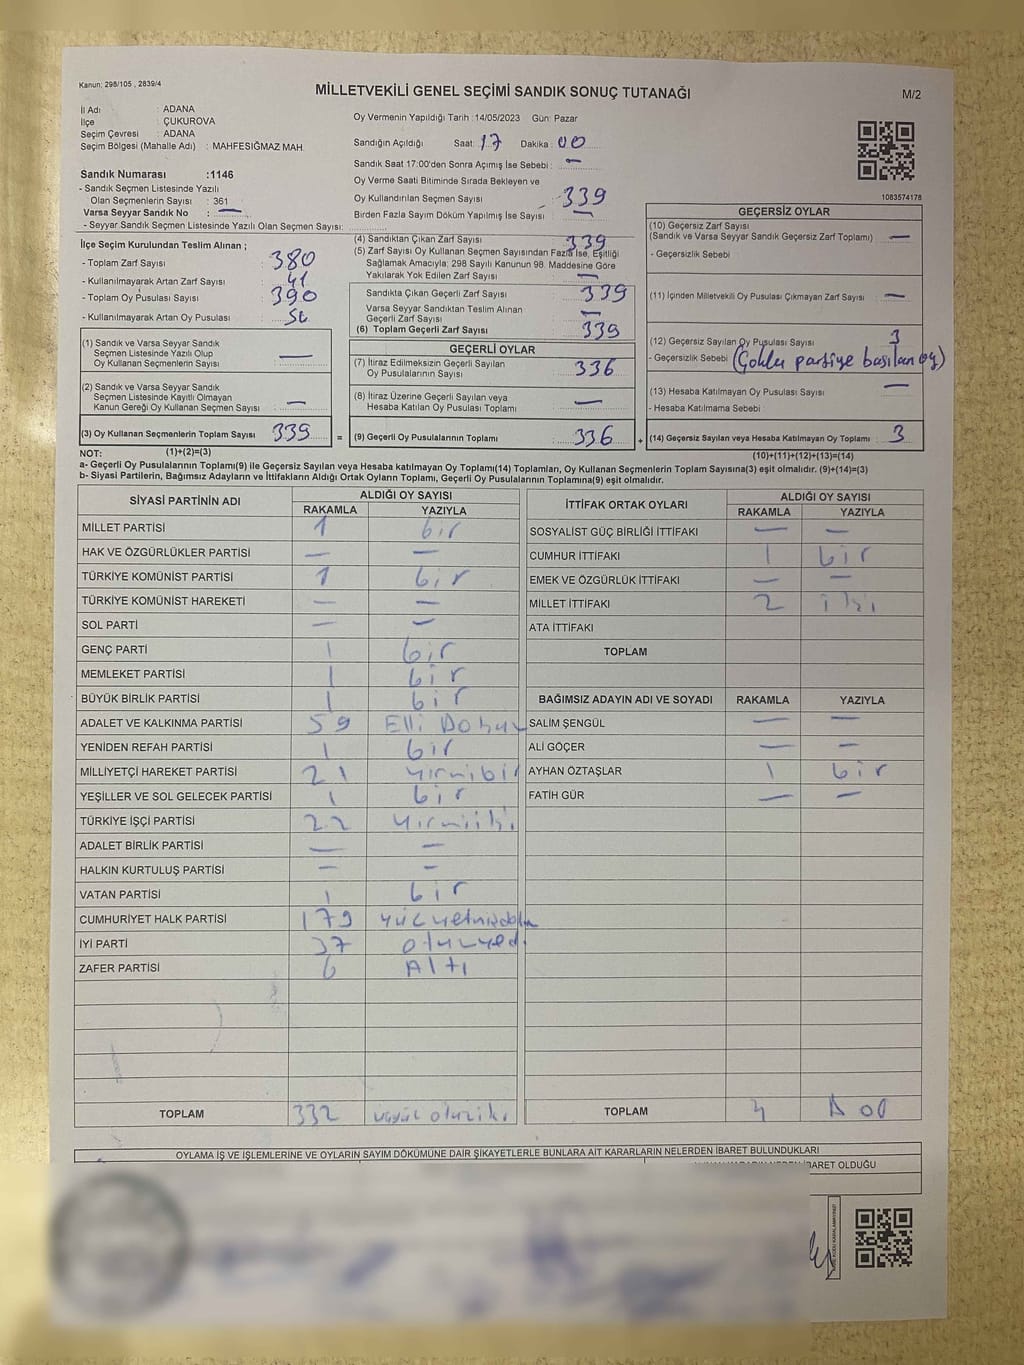 Kanun: 298/105 , 2839/4
MİLLETVEKİLİ GENEL SEÇİMİ SANDIK SONUÇ TUTANAĞI
M/2
İl Adı : ADANA
İlçe : ÇUKUROVA
Seçim Çevresi : ADANA
Seçim Bölgesi (Mahalle Adı) : MAHFESIĞMAZ MAH.
Oy Vermenin Yapıldığı Tarih :14/05/2023 Gün: Pazar
Sandığın Açıldığı Saat: 17 Dakika: 00
Sandık Saat 17:00'den Sonra Açımış İse Sebebi : —
Oy Verme Saati Bitiminde Sırada Bekleyen ve
Oy Kullandırılan Seçmen Sayısı : 339
Birden Fazla Sayım Döküm Yapılmış İse Sayısı : —
Sandık Numarası :1146
- Sandık Seçmen Listesinde Yazılı
Olan Seçmenlerin Sayısı : 361
Varsa Seyyar Sandık No : —
- Seyyar Sandık Seçmen Listesinde Yazılı Olan Seçmen Sayısı:
1083574178
İlçe Seçim Kurulundan Teslim Alınan ;
- Toplam Zarf Sayısı : 380
- Kullanılmayarak Artan Zarf Sayısı : 41
- Toplam Oy Pusulası Sayısı : 390
- Kullanılmayarak Artan Oy Pusulası :
(4) Sandıktan Çıkan Zarf Sayısı : 339
(5) Zarf Sayısı Oy Kullanan Seçmen Sayısından Fazla İse, Eşitliği
Sağlamak Amacıyla; 298 Sayılı Kanunun 98. Maddesine Göre
Yakılarak Yok Edilen Zarf Sayısı : —
Sandıkta Çıkan Geçerli Zarf Sayısı : 339
Varsa Seyyar Sandıktan Teslim Alınan
Geçerli Zarf Sayısı : —
(6) Toplam Geçerli Zarf Sayısı : 339
GEÇERSİZ OYLAR
(10) Geçersiz Zarf Sayısı
(Sandık ve Varsa Seyyar Sandık Geçersiz Zarf Toplamı) : —
- Geçersizlik Sebebi :
(11) İçinden Milletvekili Oy Pusulası Çıkmayan Zarf Sayısı : —
(12) Geçersiz Sayılan Oy Pusulası Sayısı : 3
- Geçersizlik Sebebi : (Çoklu partiye basılan oy)
(13) Hesaba Katılmayan Oy Pusulası Sayısı : —
- Hesaba Katılmama Sebebi :
(14) Geçersiz Sayılan veya Hesaba Katılmayan Oy Toplamı : 3
(1) Sandık ve Varsa Seyyar Sandık
Seçmen Listesinde Yazılı Olup
Oy Kullanan Seçmen Sayısı : —
(2) Sandık ve Varsa Seyyar Sandık
Seçmen Listesinde Kayıtlı Olmayan
Kanun Gereği Oy Kullanan Seçmen Sayısı : —
(3) Oy Kullanan Seçmenlerin Toplam Sayısı : 339
=
GEÇERLİ OYLAR
(7) İtiraz Edilmeksizin Geçerli Sayılan
Oy Pusulalarının Sayısı : 336
(8) İtiraz Üzerine Geçerli Sayılan veya
Hesaba Katılan Oy Pusulası Toplamı : —
(9) Geçerli Oy Pusulalarının Toplamı : 336
+
NOT: (1)+(2)=(3)
(10)+(11)+(12)+(13)=(14)
a- Geçerli Oy Pusulasının Toplamı(9) ile Geçersiz Sayılan veya Hesaba katılmayan Oy Toplamı(14) Toplamları, Oy Kullanan Seçmenlerin Toplam Sayısına(3) eşit olmalıdır. (9)+(14)=(3)
b- Siyasi Partilerin, Bağımsız Adayların ve İttifakların Aldığı Ortak Oyların Toplamı, Geçerli Oy Pusulalarının Toplamına(9) eşit olmalıdır.
SİYASİ PARTİNİN ADI ALDIĞI OY SAYISI
RAKAMLA YAZIYLA
MİLLET PARTİSİ 1 bir
HAK VE ÖZGÜRLÜKLER PARTİSİ — —
TÜRKİYE KOMÜNİST PARTİSİ 1 bir
TÜRKİYE KOMÜNİST HAREKETİ — —
SOL PARTİ — —
GENÇ PARTİ 1 bir
MEMLEKET PARTİSİ 1 bir
BÜYÜK BİRLİK PARTİSİ 1 bir
ADALET VE KALKINMA PARTİSİ 59 Elli Dokuz
YENİDEN REFAH PARTİSİ 1 bir
MİLLİYETÇİ HAREKET PARTİSİ 21 yirmibir
YEŞİLLER VE SOL GELECEK PARTİSİ 1 bir
TÜRKİYE İŞÇİ PARTİSİ 22 yirmiiki
ADALET BİRLİK PARTİSİ — —
HALKIN KURTULUŞ PARTİSİ — —
VATAN PARTİSİ 1 bir
CUMHURİYET HALK PARTİSİ 179
İYİ PARTİ 37 otuzyedi
ZAFER PARTİSİ 6 Altı
TOPLAM 332
İTTİFAK ORTAK OYLARI ALDIĞI OY SAYISI
RAKAMLA YAZIYLA
SOSYALİST GÜÇ BİRLİĞİ İTTİFAKI — —
CUMHUR İTTİFAKI 1 bir
EMEK VE ÖZGÜRLÜK İTTİFAKI — —
MİLLET İTTİFAKI 2 iki
ATA İTTİFAKI
TOPLAM
BAĞIMSIZ ADAYIN ADI VE SOYADI RAKAMLA YAZIYLA
SALİM ŞENGÜL — —
ALİ GÖÇER — —
AYHAN ÖZTAŞLAR 1 bir
FATİH GÜR — —
TOPLAM 4
OYLAMA İŞ VE İŞLEMLERİNE VE OYLARIN SAYIM DÖKÜMÜNE DAİR ŞİKAYETLERLE BUNLARA AİT KARARLARIN NELERDEN İBARET BULUNDUKLARI
İBARET OLDUĞU